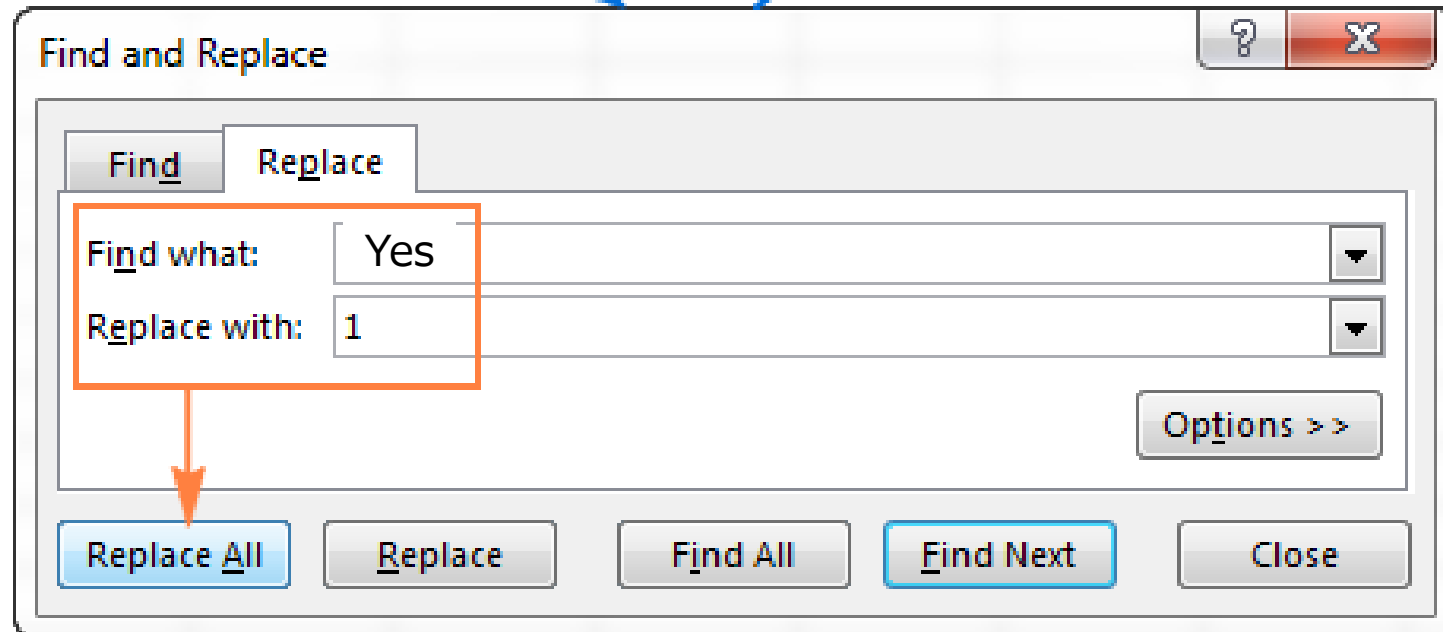 Find and Replace
Find Replace
Find what: Yes
Replace with: 1
Options >>
Replace All Replace Find All Find Next Close